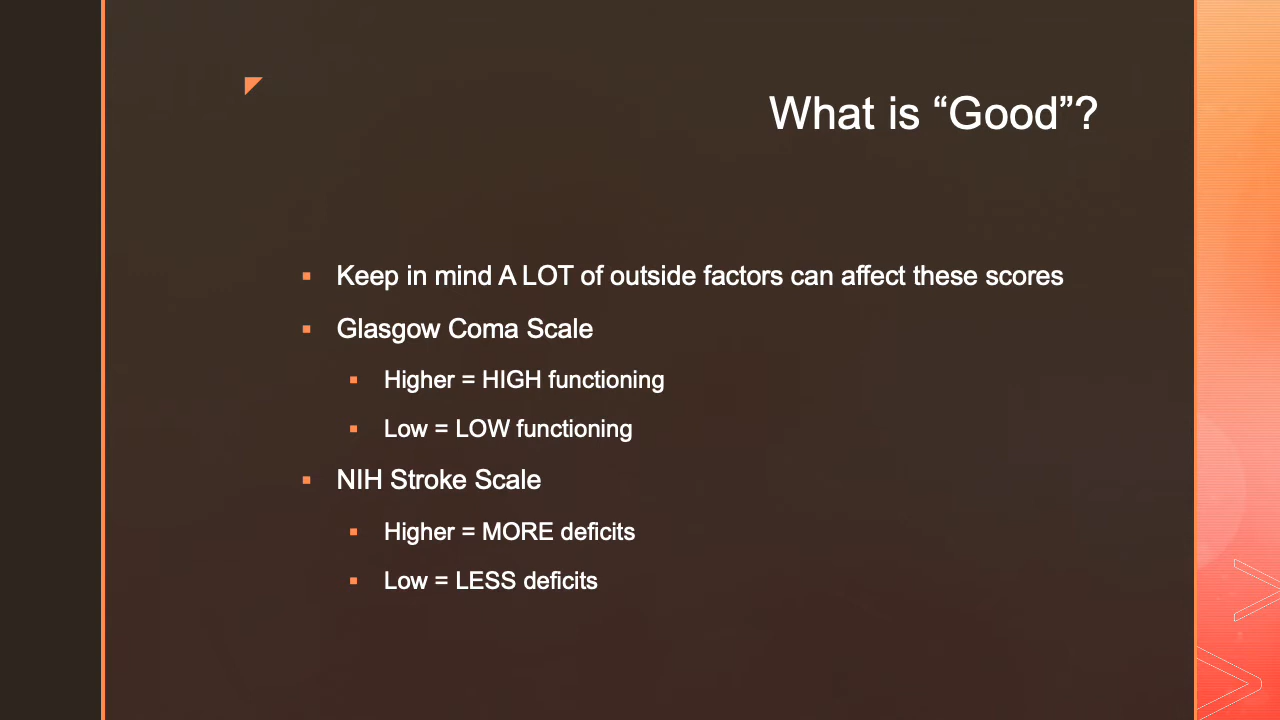 What is “Good”?
▪ Keep in mind A LOT of outside factors can affect these scores
▪ Glasgow Coma Scale
▪ Higher = HIGH functioning
▪ Low = LOW functioning
▪ NIH Stroke Scale
▪ Higher = MORE deficits
▪ Low = LESS deficits